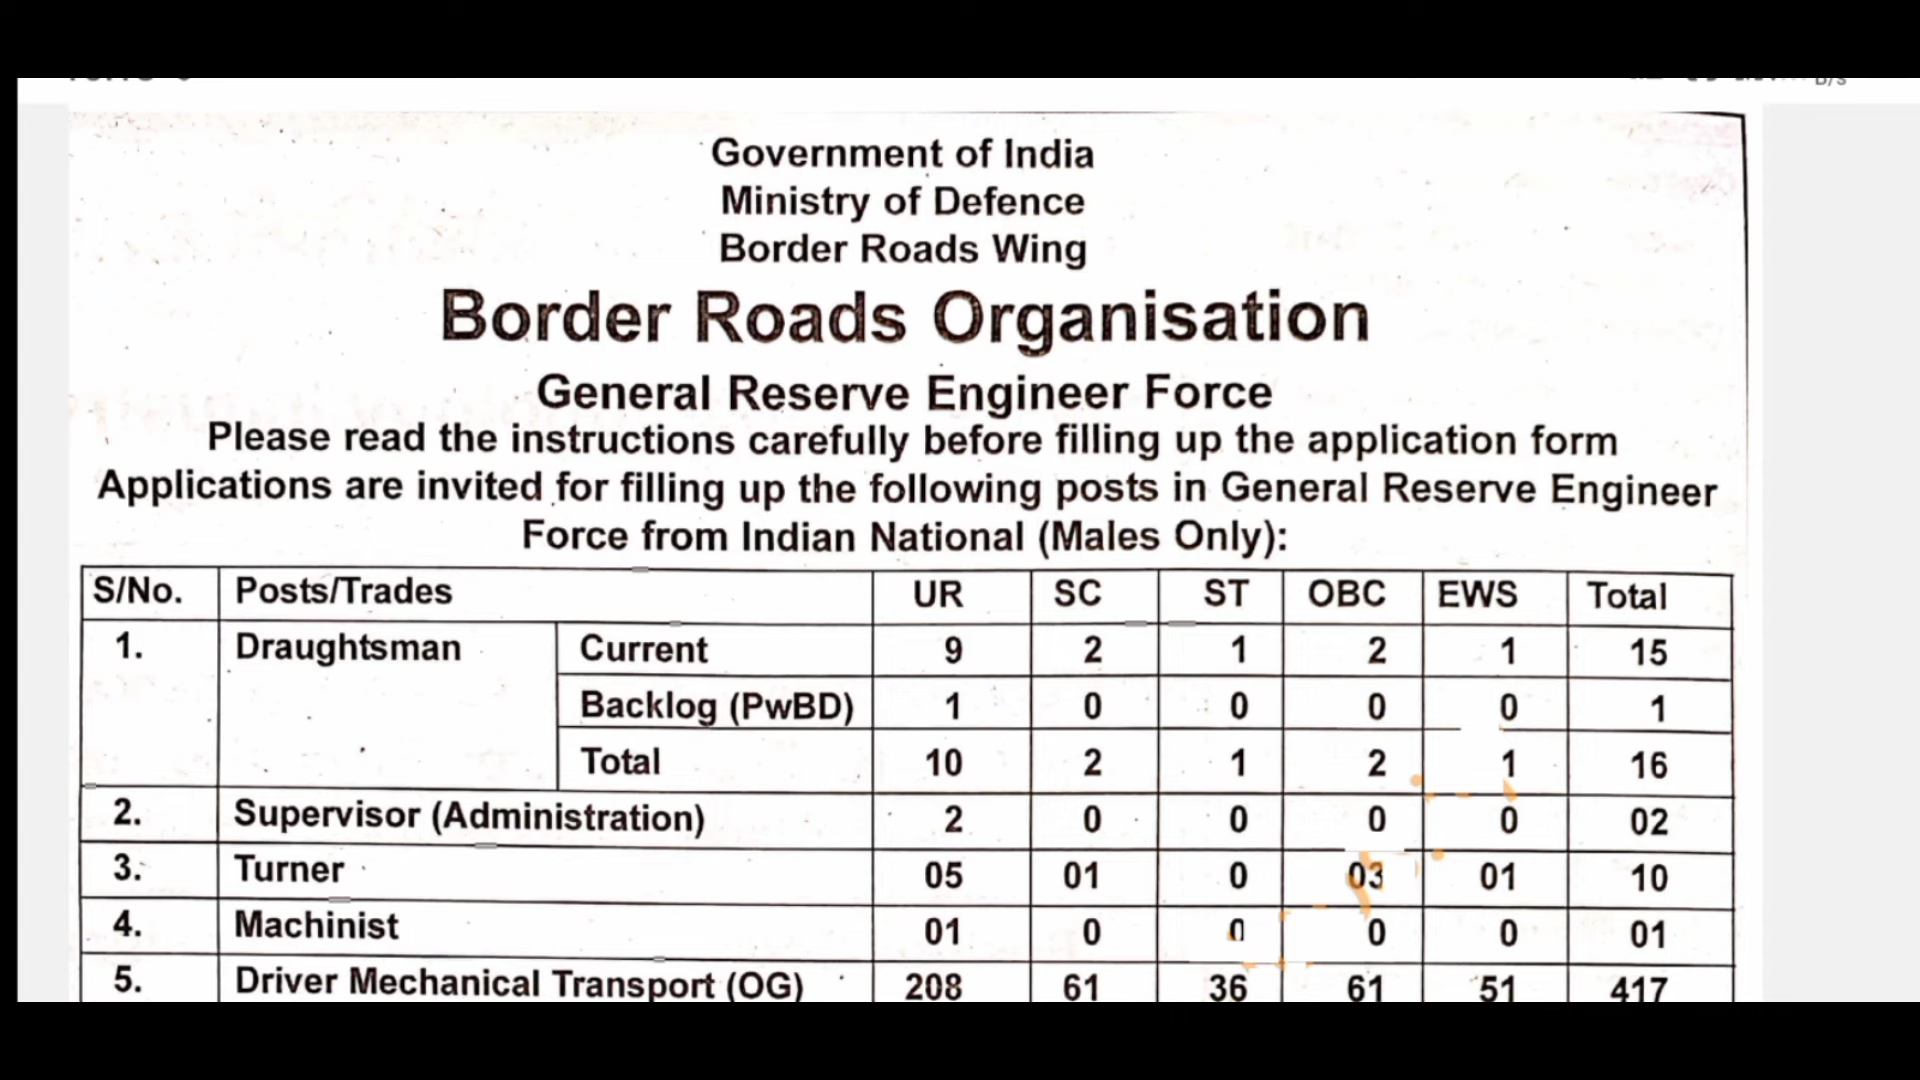 B/s
Government of India
Ministry of Defence
Border Roads Wing
Border Roads Organisation
General Reserve Engineer Force
Please read the instructions carefully before filling up the application form
Applications are invited for filling up the following posts in General Reserve Engineer
Force from Indian National (Males Only):
S/No. Posts/Trades UR SC ST OBC EWS Total
1. Draughtsman Current 9 2 1 2 1 15
Backlog (PwBD) 1 0 0 0 0 1
Total 10 2 1 2 1 16
2. Supervisor (Administration) 2 0 0 0 0 02
3. Turner 05 01 0 03 01 10
4. Machinist 01 0 0 0 0 01
5. Driver Mechanical Transport (OG) 208 61 36 61 51 417